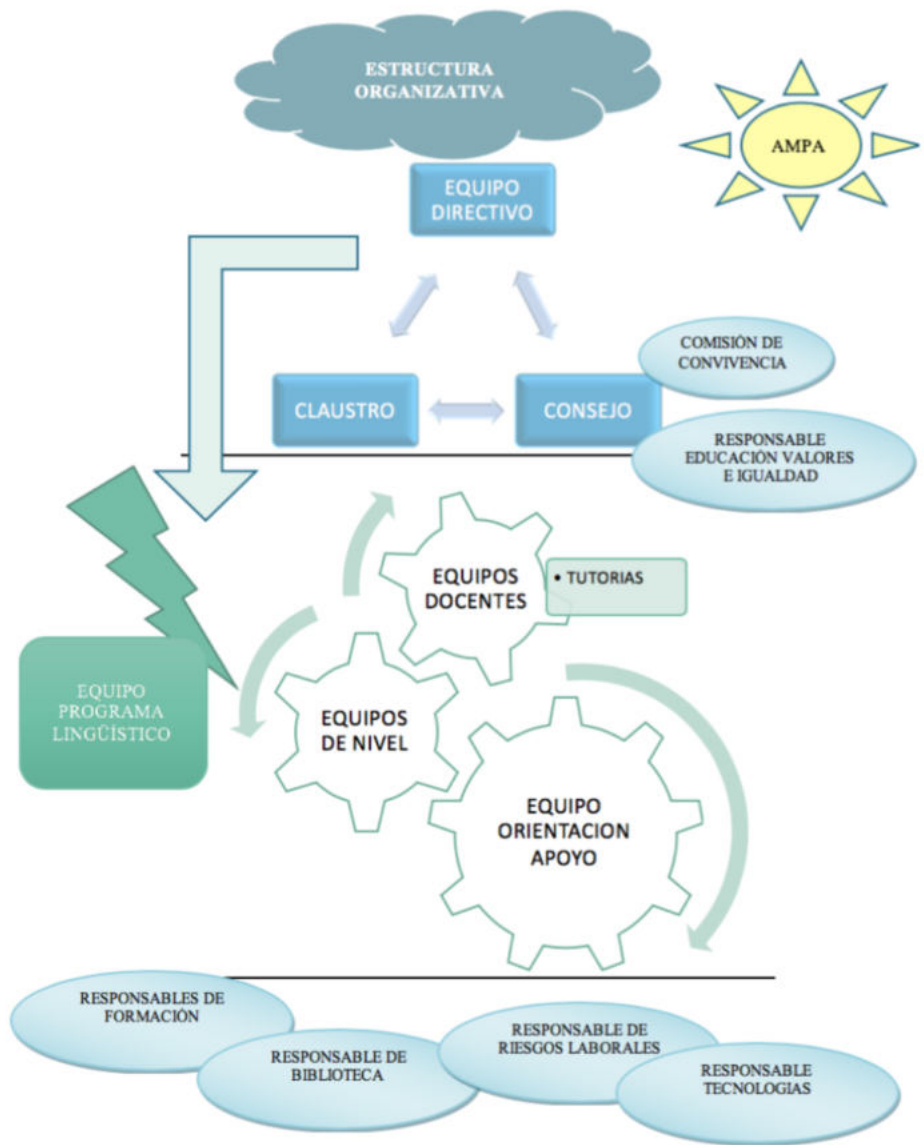 ESTRUCTURA
ORGANIZATIVA
AMPA
EQUIPO
DIRECTIVO
COMISIÓN DE
CONVIVENCIA
CLAUSTRO
CONSEJO
RESPONSABLE
EDUCACIÓN VALORES
E IGUALDAD
EQUIPOS
DOCENTES
• TUTORIAS
EQUIPO
PROGRAMA
LINGÜÍSTICO
EQUIPOS
DE NIVEL
EQUIPO
ORIENTACION
APOYO
RESPONSABLES DE
FORMACIÓN
RESPONSABLE DE
BIBLIOTECA
RESPONSABLE DE
RIESGOS LABORALES
RESPONSABLE
TECNOLOGIAS